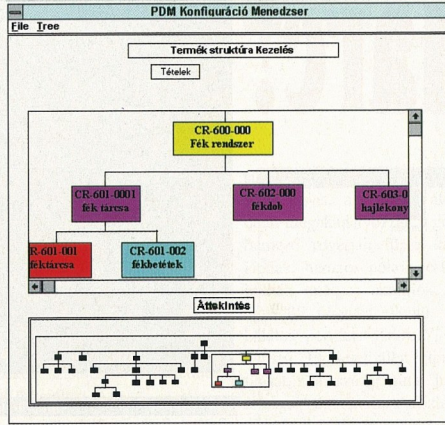 PDM Konfiguráció Menedzser
File Tree
Termék struktúra Kezelés
Tételek
CR-600-000
Fék rendszer
CR-601-0001
fék tárcsa
CR-602-000
fékdob
CR-603-0
hajlékony
R-601-001
féktárcsa
CR-601-002
fékbetétek
Áttekintés